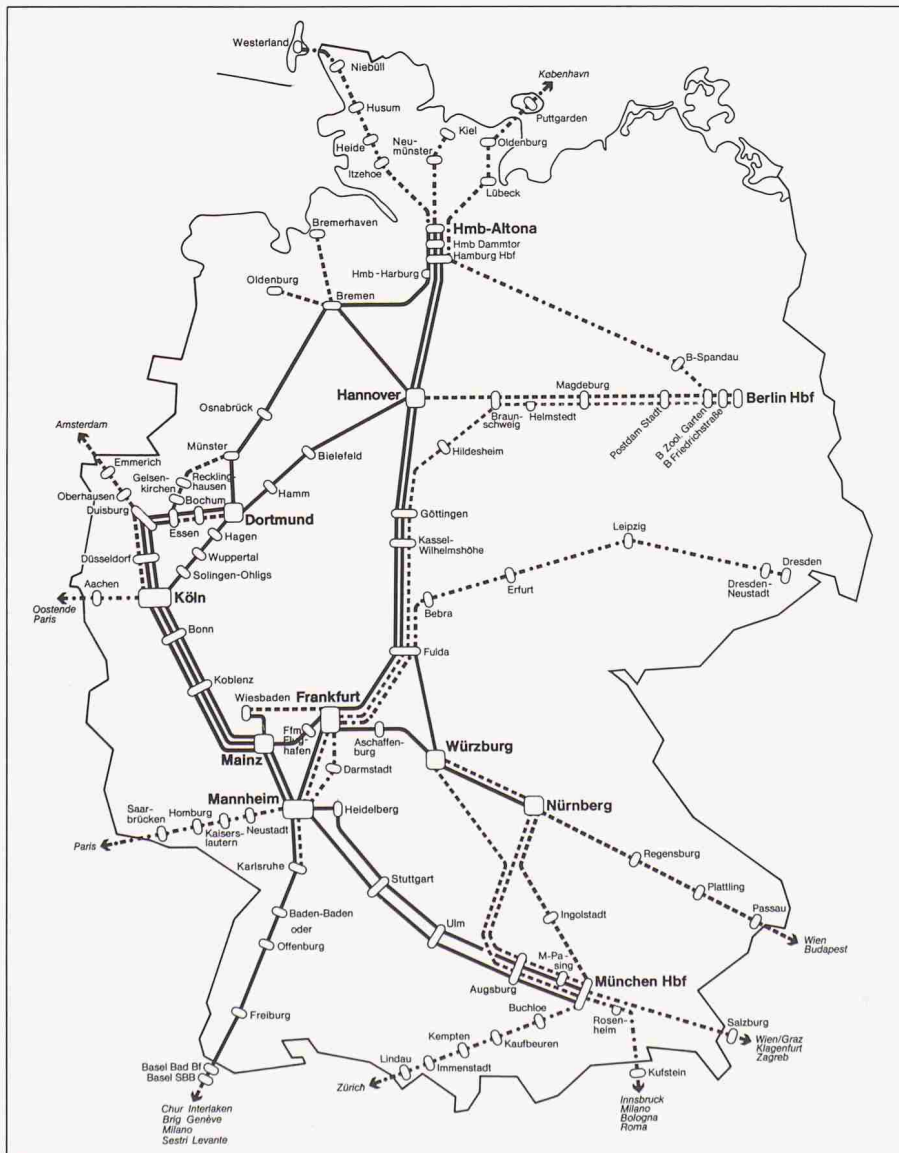 Westerland
Niebüll
København
Puttgarden
Husum
Kiel
Heide
Neu-
münster
Oldenburg
Itzehoe
Lübeck
Bremerhaven
Hmb-Altona
Hmb Dammtor
Hamburg Hbf
Hmb-Harburg
Oldenburg
Bremen
B-Spandau
Hannover
Magdeburg
Berlin Hbf
Braun-
schweig
Helmstedt
Postdam Stadt
B Zool. Garten
B Friedrichstraße
Osnabrück
Amsterdam
Münster
Bielefeld
Hildesheim
Emmerich
Gelsen-
kirchen
Reckling-
hausen
Oberhausen
Bochum
Hamm
Duisburg
Essen
Dortmund
Göttingen
Hagen
Düsseldorf
Wuppertal
Kassel-
Wilhelmshöhe
Leipzig
Solingen-Ohligs
Aachen
Köln
Erfurt
Dresden
Dresden-
Neustadt
Oostende
Paris
Bebra
Bonn
Fulda
Koblenz
Wiesbaden
Frankfurt
Ffm
Flug-
hafen
Aschaffen-
burg
Mainz
Würzburg
Darmstadt
Mannheim
Heidelberg
Nürnberg
Saar-
brücken
Homburg
Kaisers-
lautern
Neustadt
Paris
Karlsruhe
Regensburg
Stuttgart
Plattling
Baden-Baden
oder
Offenburg
Ulm
Ingolstadt
Passau
Wien
Budapest
M-Pa-
sing
Augsburg
München Hbf
Freiburg
Buchloe
Rosen-
heim
Salzburg
Kempten
Kaufbeuren
Wien/Graz
Klagenfurt
Zagreb
Lindau
Immenstadt
Basel Bad Bf
Basel SBB
Zürich
Kufstein
Chur Interlaken
Brig Genève
Milano
Sestri Levante
Innsbruck
Milano
Bologna
Roma